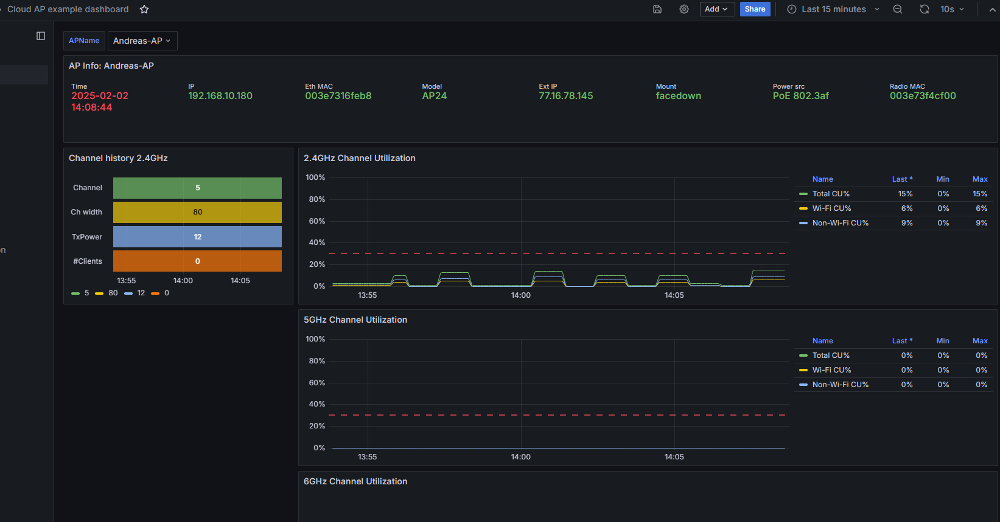 Cloud AP example dashboard
Add
Share
Last 15 minutes
10s
APName
Andreas-AP
AP Info: Andreas-AP
Time
2025-02-02
14:08:44
IP
192.168.10.180
Eth MAC
003e7316feb8
Model
AP24
Ext IP
77.16.78.145
Mount
facedown
Power src
PoE 802.3af
Radio MAC
003e73f4cf00
on
Channel history 2.4GHz
Channel
5
Ch width
80
TxPower
12
#Clients
0
13:55 14:00 14:05
5 80 12 0
2.4GHz Channel Utilization
100%
80%
60%
40%
20%
0%
13:55 14:00 14:05
Name Last * Min Max
Total CU% 15% 0% 15%
Wi-Fi CU% 6% 0% 6%
Non-Wi-Fi CU% 9% 0% 9%
5GHz Channel Utilization
100%
80%
60%
40%
20%
0%
13:55 14:00 14:05
Name Last * Min Max
Total CU% 0% 0% 0%
Wi-Fi CU% 0% 0% 0%
Non-Wi-Fi CU% 0% 0% 0%
6GHz Channel Utilization